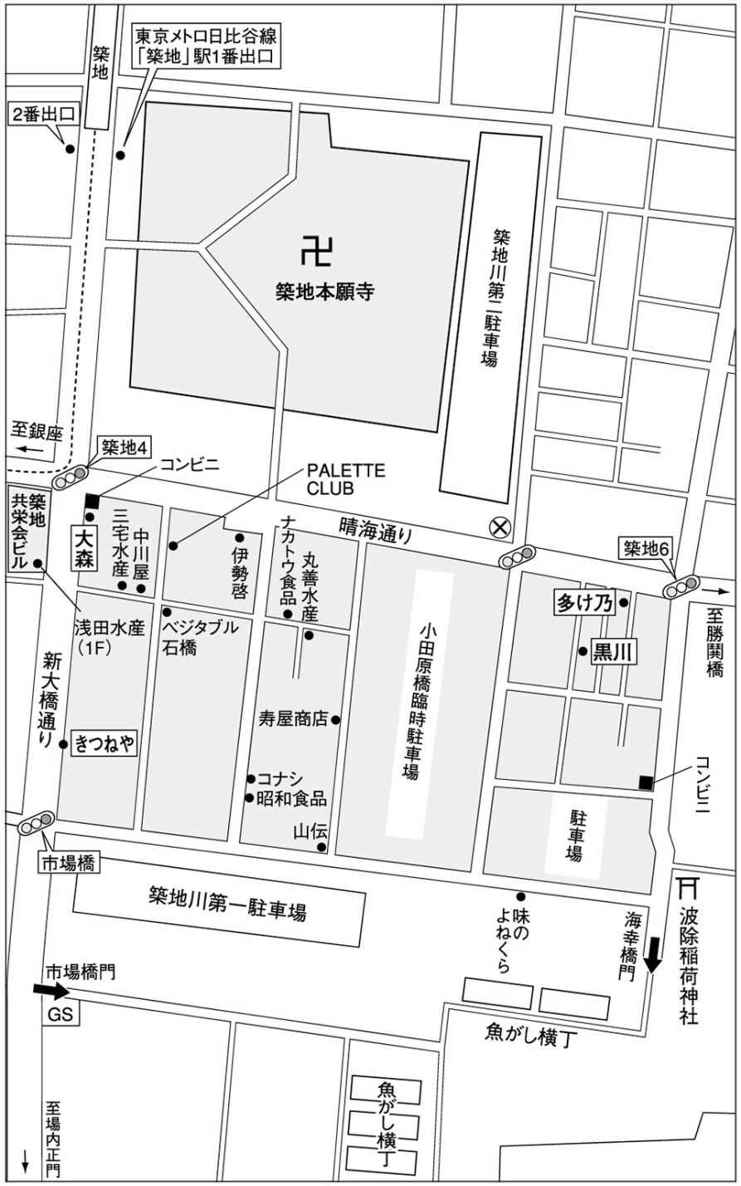 東京メトロ日比谷線
「築地」駅1番出口
築地
2番出口
卍
築地本願寺
築地川第二駐車場
至銀座
築地4
コンビニ
PALETTE
CLUB
晴海通り
築地6
築地
共栄会ビル
大森
三宅水産
中川屋
伊勢啓
ナカトウ食品
丸善水産
多け乃
黒川
至勝鬨橋
浅田水産
(1F)
ベジタブル
石橋
小田原橋臨時駐車場
新大橋通り
きつねや
寿屋商店
コナシ
昭和食品
山伝
コンビニ
駐車場
市場橋
築地川第一駐車場
味の
よねくら
海幸橋門
波除稲荷神社
市場橋門
GS
魚がし横丁
魚がし横丁
至場内正門